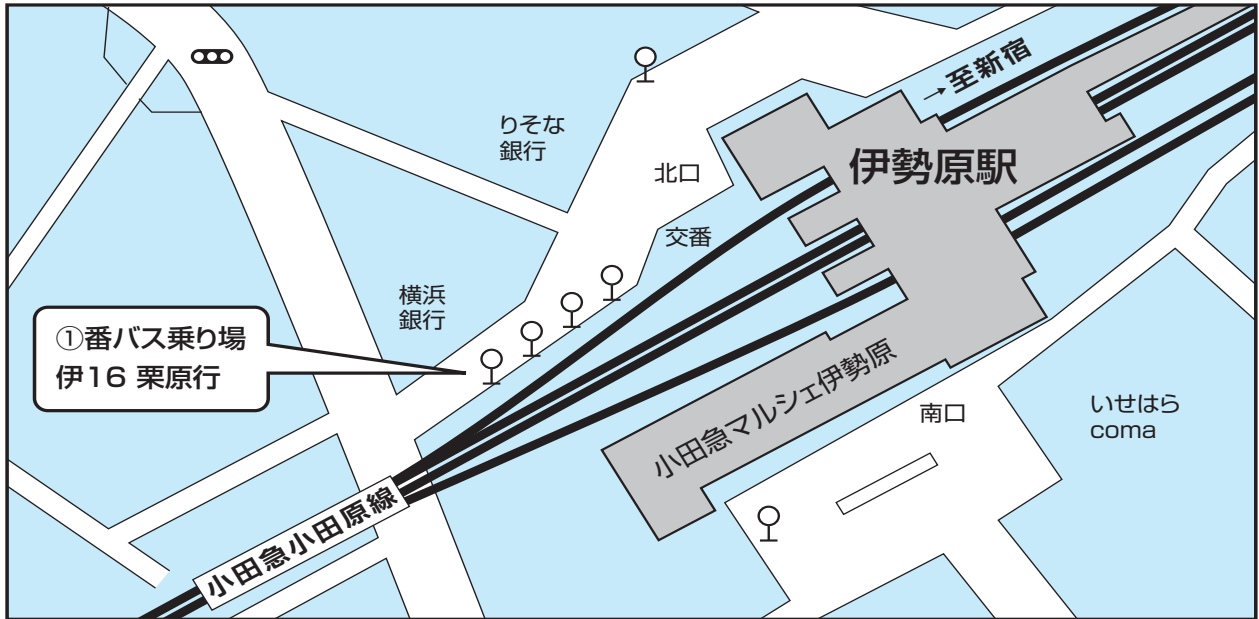 →至新宿
りそな
銀行
北口
伊勢原駅
交番
横浜
銀行
①番バス乗り場
伊16 栗原行
小田急マルシェ伊勢原
南口
いせはら
coma
小田急小田原線